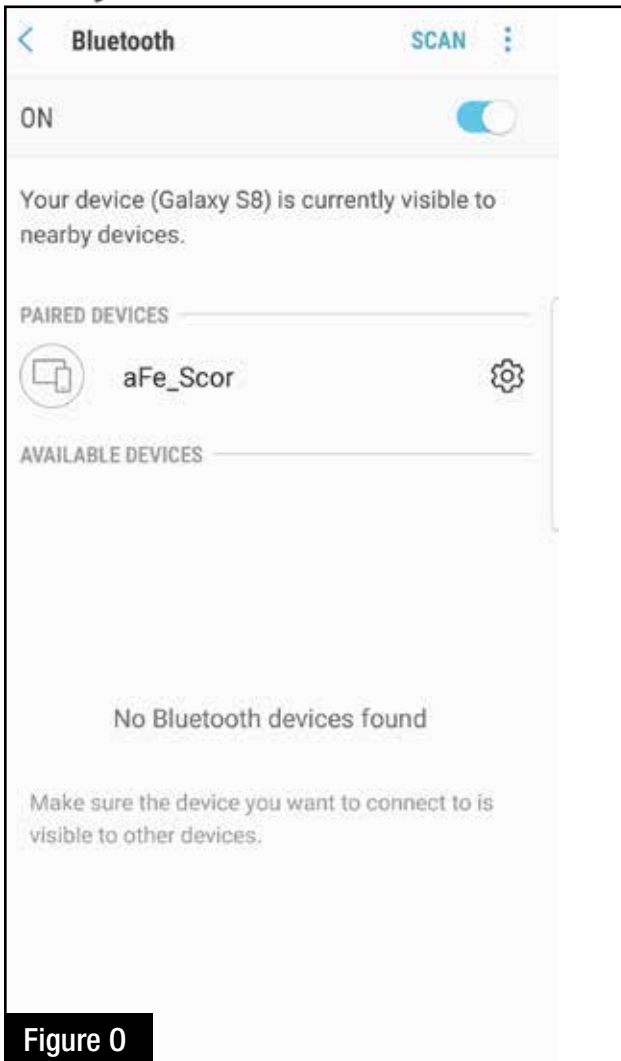 Bluetooth SCAN
ON
Your device (Galaxy S8) is currently visible to
nearby devices.
PAIRED DEVICES
aFe_Scor
AVAILABLE DEVICES
No Bluetooth devices found
Make sure the device you want to connect to is
visible to other devices.
Figure O